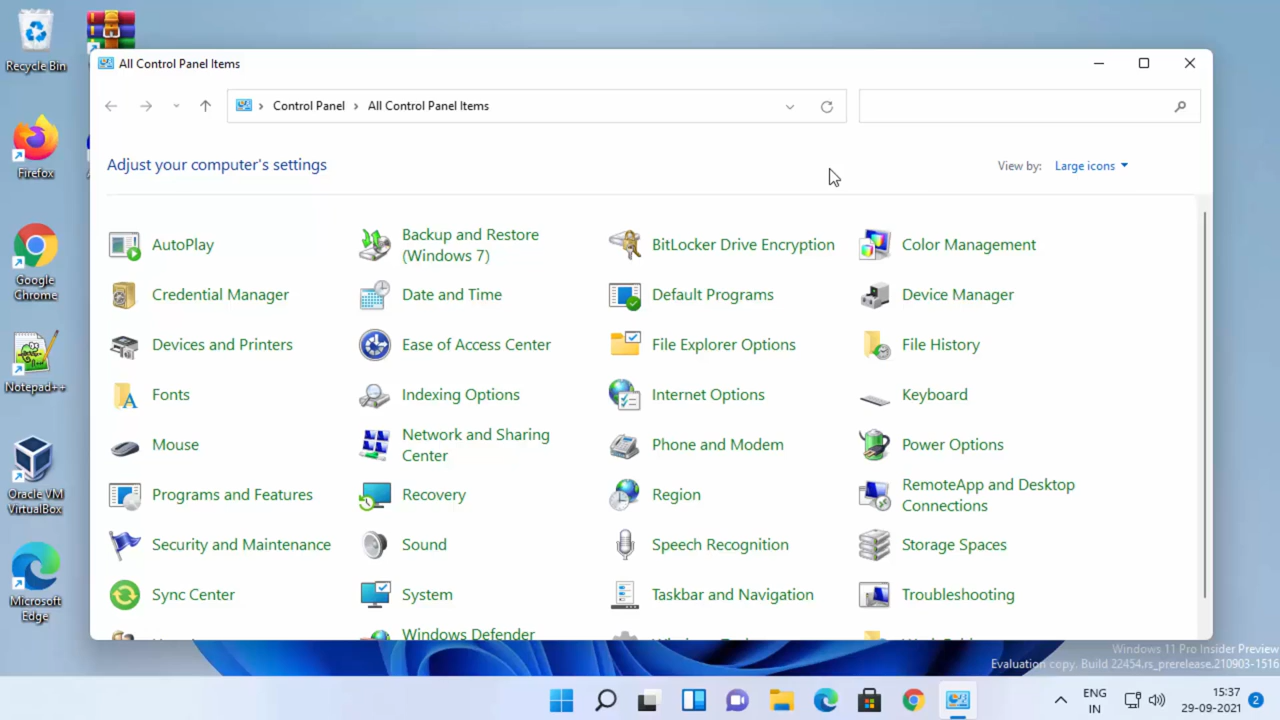 Recycle Bin
Firefox
Google
Chrome
Notepad++
Oracle VM
VirtualBox
Microsoft
Edge
All Control Panel Items
Control Panel
All Control Panel Items
Adjust your computer's settings
View by: Large icons
AutoPlay
Backup and Restore
(Windows 7)
BitLocker Drive Encryption
Color Management
Credential Manager
Date and Time
Default Programs
Device Manager
Devices and Printers
Ease of Access Center
File Explorer Options
File History
Fonts
Indexing Options
Internet Options
Keyboard
Mouse
Network and Sharing
Center
Phone and Modem
Power Options
Programs and Features
Recovery
Region
RemoteApp and Desktop
Connections
Security and Maintenance
Sound
Speech Recognition
Storage Spaces
Sync Center
System
Taskbar and Navigation
Troubleshooting
Windows Defender
Windows 11 Pro Insider Preview
Evaluation copy. Build 22454.rs_prerelease.210903-1516
ENG
IN
15:37
29-09-2021
2